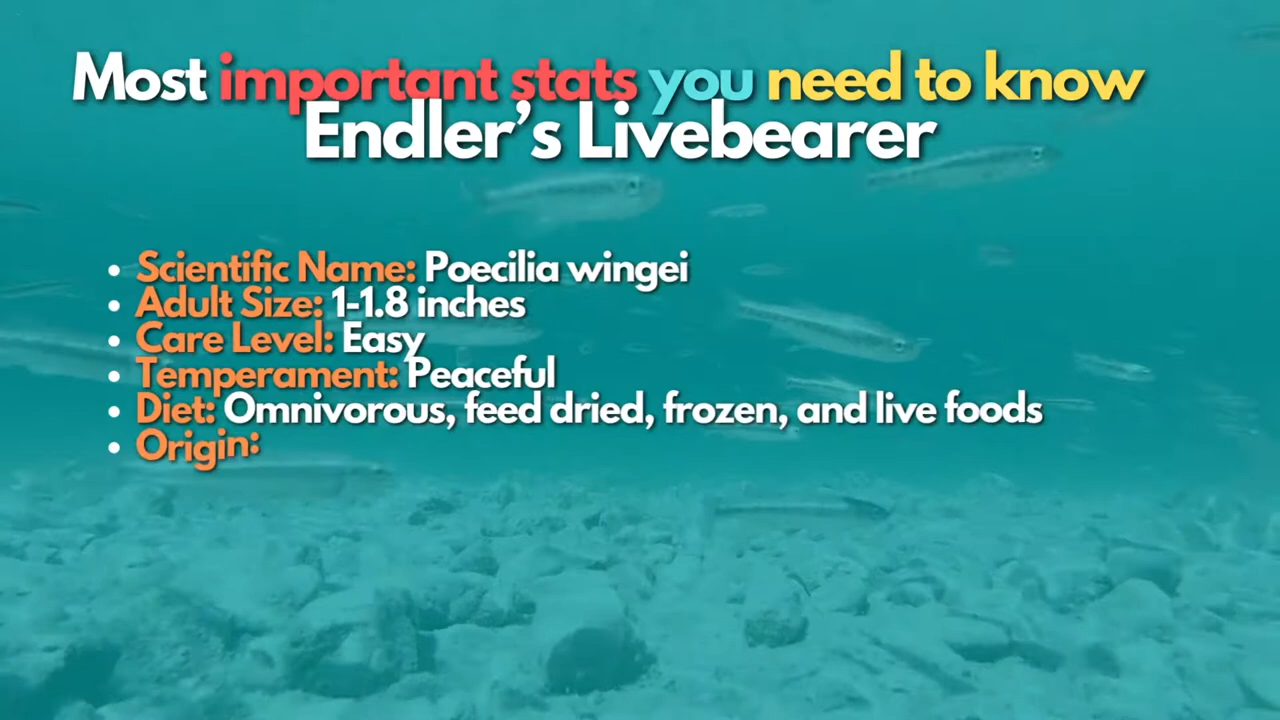 Most important stats you need to know
Endler's Livebearer
• Scientific Name: Poecilia wingei
• Adult Size: 1-1.8 inches
• Care Level: Easy
• Temperament: Peaceful
• Diet: Omnivorous, feed dried, frozen, and live foods
• Origin: